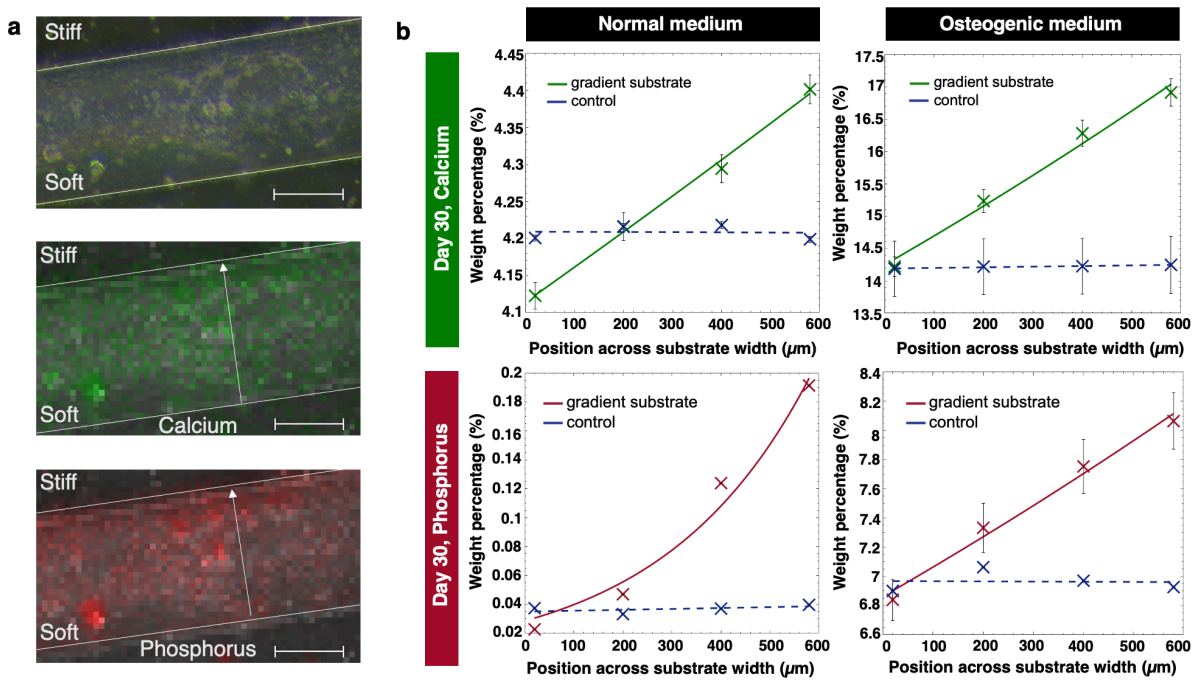 a
Stiff
Soft
Stiff
Soft
Calcium
Stiff
Soft
Phosphorus
b
Normal medium
Osteogenic medium
Day 30, Calcium
Weight percentage (%)
4.45
4.4
4.35
4.3
4.25
4.2
4.15
4.1
gradient substrate
control
0 100 200 300 400 500 600
Position across substrate width (µm)
Weight percentage (%)
17.5
17
16.5
16
15.5
15
14.5
14
13.5
gradient substrate
control
0 100 200 300 400 500 600
Position across substrate width (µm)
Day 30, Phosphorus
Weight percentage (%)
0.2
0.18
0.16
0.14
0.12
0.1
0.08
0.06
0.04
0.02
gradient substrate
control
0 100 200 300 400 500 600
Position across substrate width (µm)
Weight percentage (%)
8.4
8.2
8
7.8
7.6
7.4
7.2
7
6.8
6.6
gradient substrate
control
0 100 200 300 400 500 600
Position across substrate width (µm)